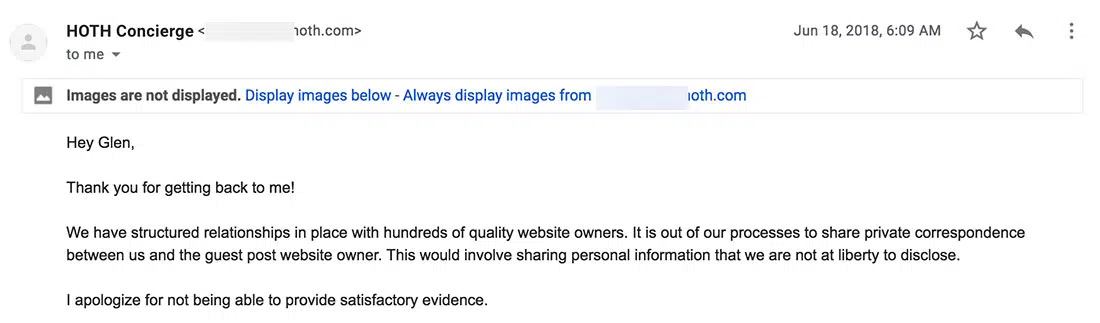 HOTH Concierge < hoth.com> Jun 18, 2018, 6:09 AM
to me
Images are not displayed. Display images below - Always display images from hoth.com
Hey Glen,
Thank you for getting back to me!
We have structured relationships in place with hundreds of quality website owners. It is out of our processes to share private correspondence
between us and the guest post website owner. This would involve sharing personal information that we are not at liberty to disclose.
I apologize for not being able to provide satisfactory evidence.